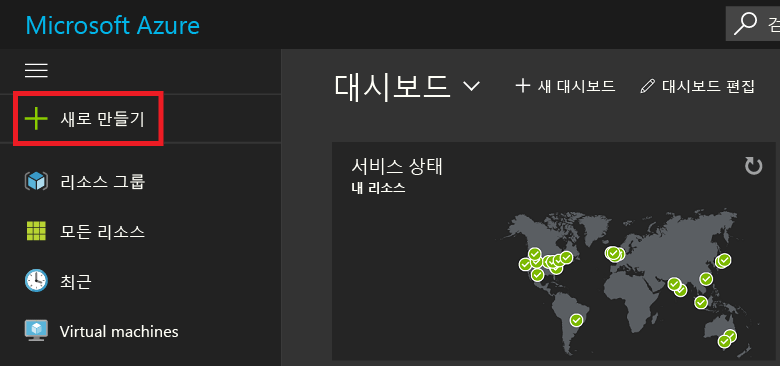 Microsoft Azure
검
새로 만들기
리소스 그룹
모든 리소스
최근
Virtual machines
대시보드
새 대시보드
대시보드 편집
서비스 상태
내 리소스